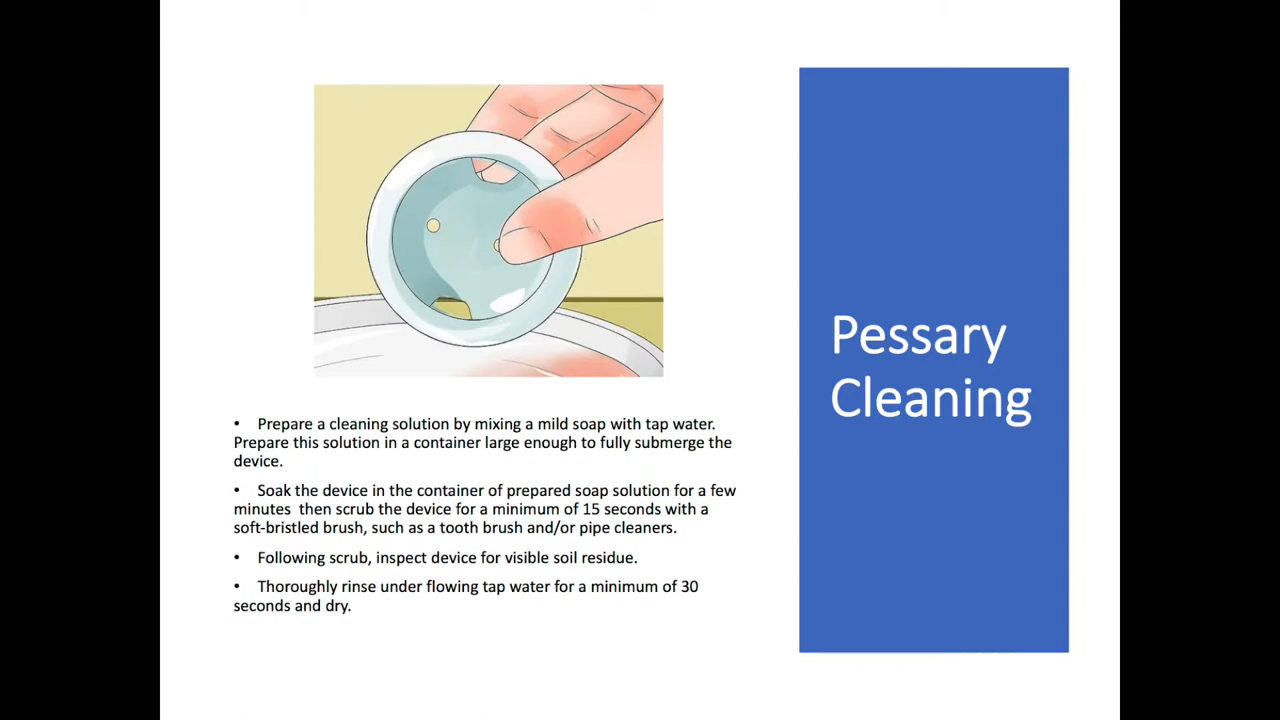 • Prepare a cleaning solution by mixing a mild soap with tap water.
Prepare this solution in a container large enough to fully submerge the
device.
• Soak the device in the container of prepared soap solution for a few
minutes  then scrub the device for a minimum of 15 seconds with a
soft-bristled brush, such as a tooth brush and/or pipe cleaners.
• Following scrub, inspect device for visible soil residue.
• Thoroughly rinse under flowing tap water for a minimum of 30
seconds and dry.
Pessary
Cleaning